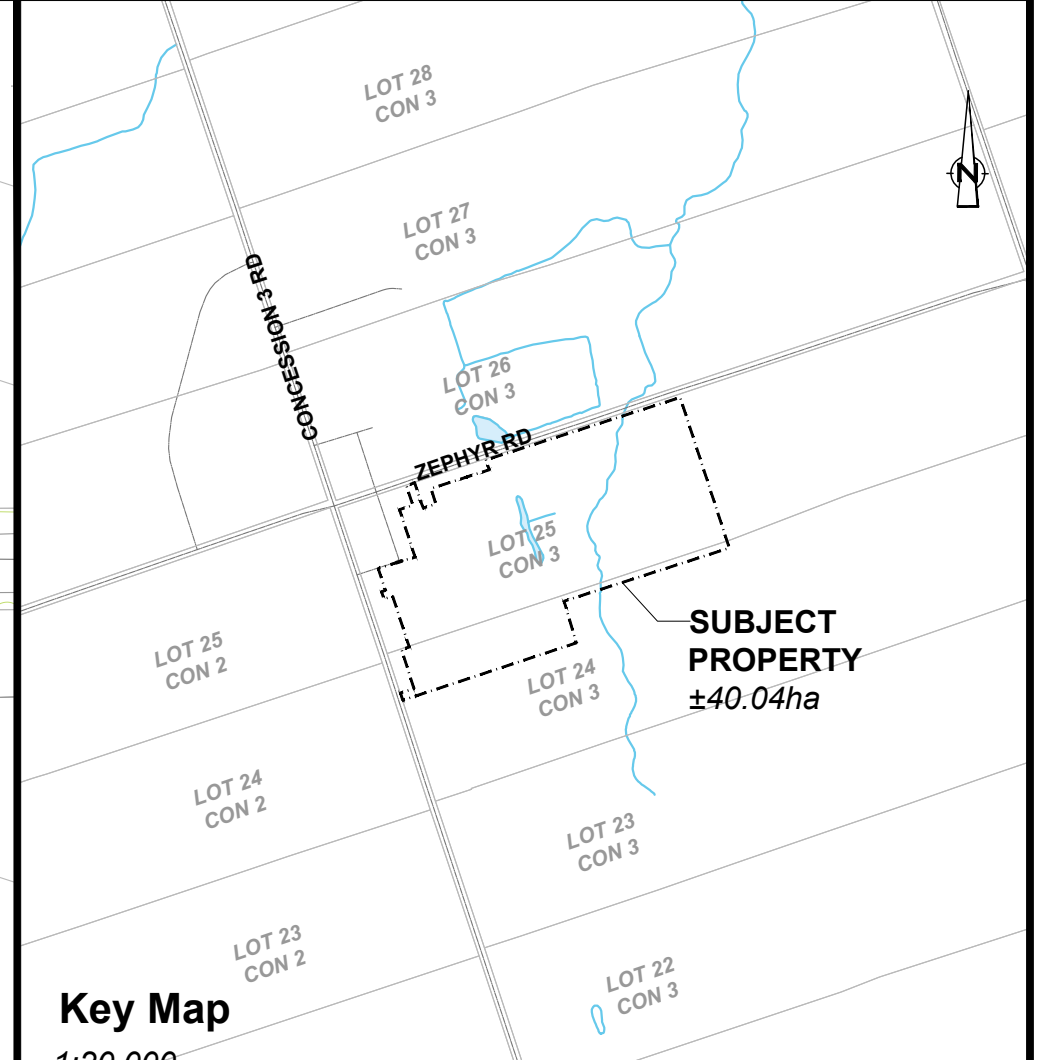 LOT 28
CON 3
N
LOT 27
CON 3
CONCESSION 3 RD
LOT 26
CON 3
ZEPHYR RD
LOT 25
CON 3
SUBJECT
PROPERTY
±40.04ha
LOT 25
CON 2
LOT 24
CON 3
LOT 24
CON 2
LOT 23
CON 3
LOT 23
CON 2
LOT 22
CON 3
Key Map